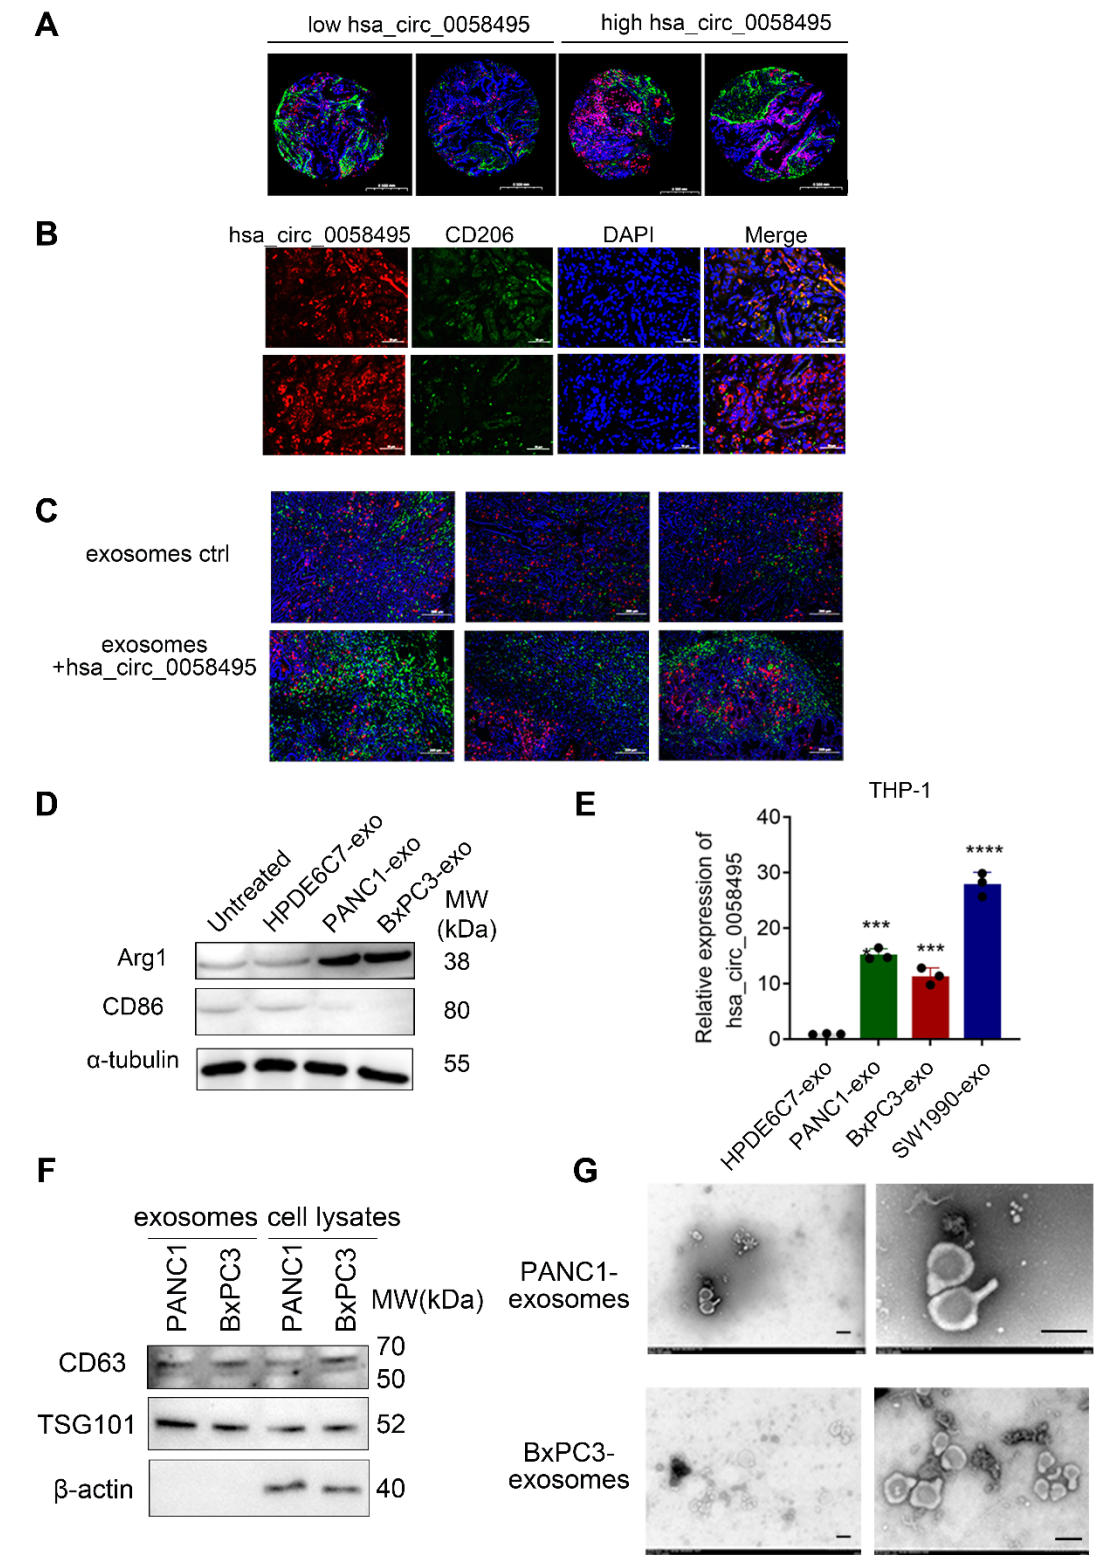 A
low hsa_circ_0058495
high hsa_circ_0058495
B
hsa_circ_0058495 CD206 DAPI Merge
C
exosomes ctrl
exosomes
+hsa_circ_0058495
D
Untreated
HPDE6C7-exo
PANC1-exo
BxPC3-exo
MW
(kDa)
Arg1 38
CD86 80
α-tubulin 55
E
THP-1
Relative expression of
hsa_circ_0058495
40
30
20
10
0
***
***
****
HPDE6C7-exo
PANC1-exo
BxPC3-exo
SW1990-exo
F
exosomes cell lysates
PANC1
BxPC3
PANC1
BxPC3
MW(kDa)
CD63
70
50
TSG101 52
β-actin 40
G
PANC1-
exosomes
BxPC3-
exosomes